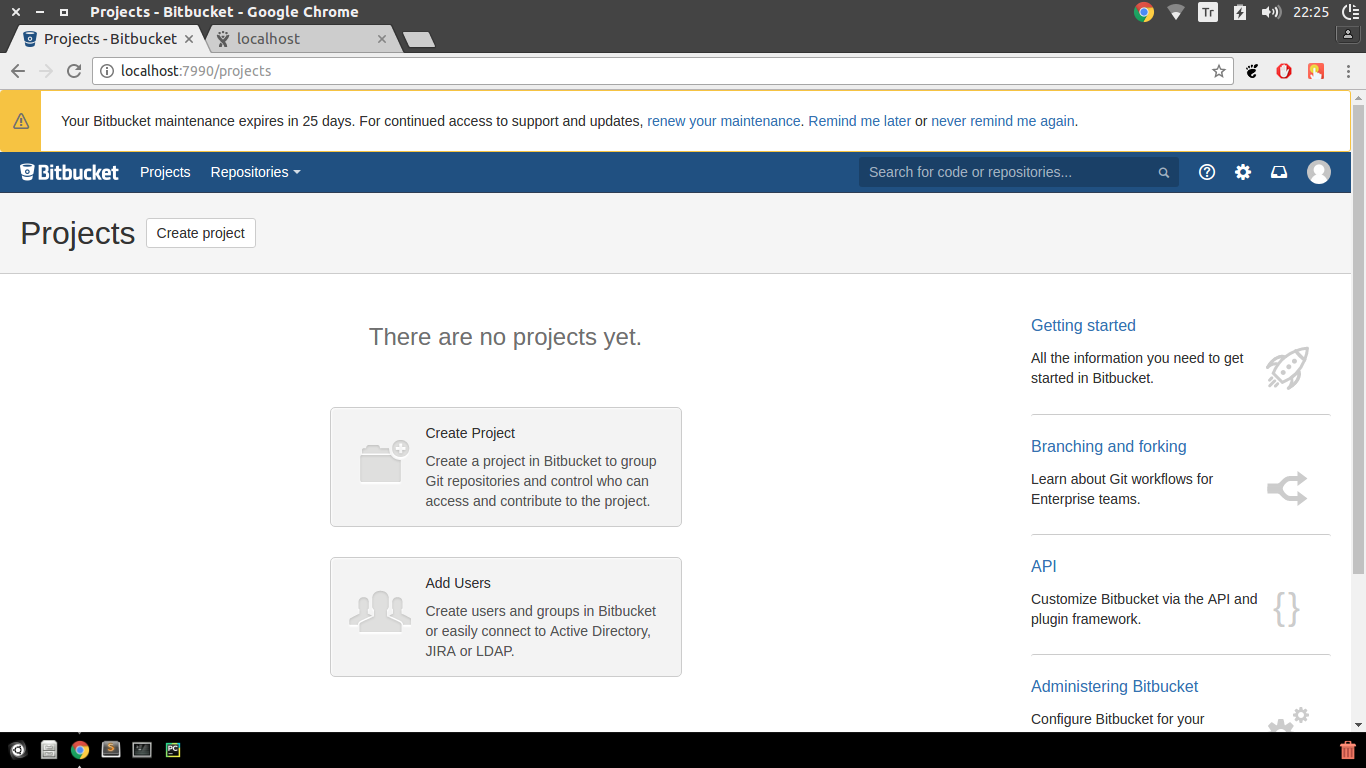 Projects - Bitbucket - Google Chrome
Tr
22:25
Projects - Bitbucket
localhost
localhost:7990/projects
Your Bitbucket maintenance expires in 25 days. For continued access to support and updates, renew your maintenance. Remind me later or never remind me again.
Bitbucket
Projects
Repositories
Search for code or repositories...
Projects
Create project
There are no projects yet.
Create Project
Create a project in Bitbucket to group
Git repositories and control who can
access and contribute to the project.
Add Users
Create users and groups in Bitbucket
or easily connect to Active Directory,
JIRA or LDAP.
Getting started
All the information you need to get
started in Bitbucket.
Branching and forking
Learn about Git workflows for
Enterprise teams.
API
Customize Bitbucket via the API and
plugin framework.
{}
Administering Bitbucket
Configure Bitbucket for your
S
PC